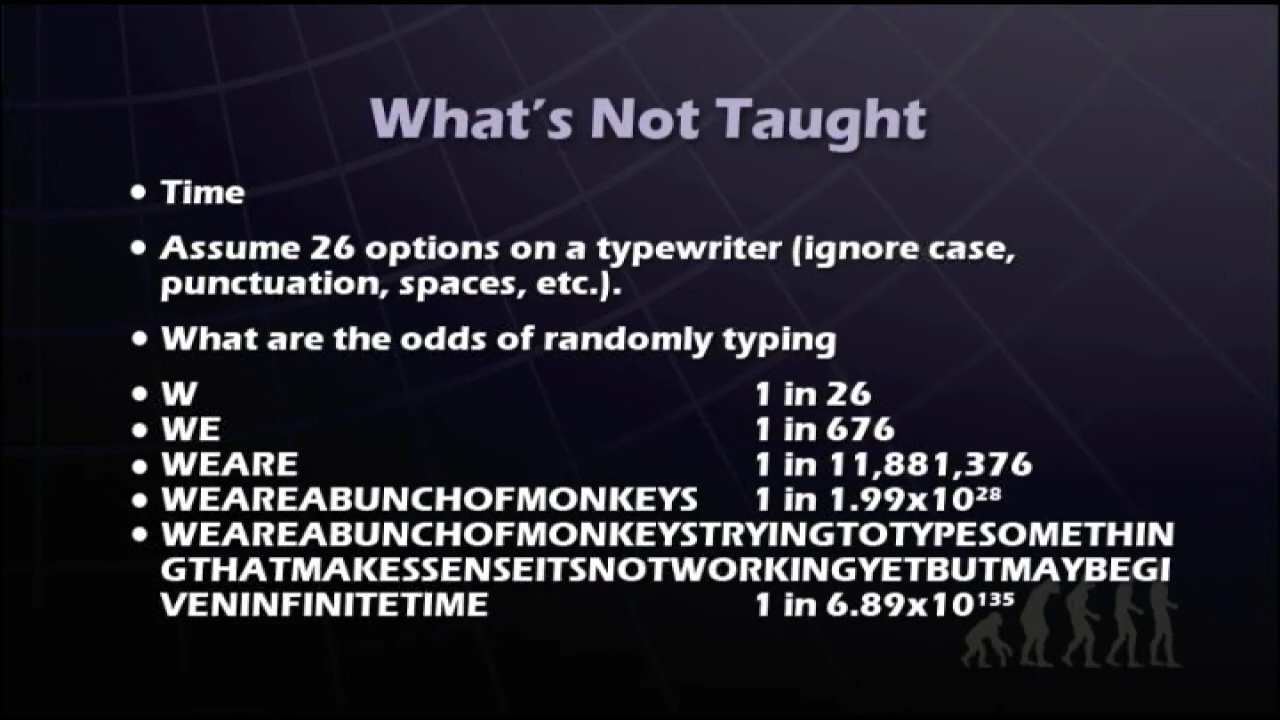 What's Not Taught
• Time
• Assume 26 options on a typewriter (ignore case,
punctuation, spaces, etc.).
• What are the odds of randomly typing
• W 1 in 26
• WE 1 in 676
• WEARE 1 in 11,881,376
• WEAREABUNCHOFMONKEYS 1 in 1.99x10²⁸
• WEAREABUNCHOFMONKEYSTRYINGTOTYPESOMETHIN
GTHATMAKESSENSEITSNOTWORKINGYETBUTMAYBEGI
VENINFINITETIME 1 in 6.89x10¹³⁵